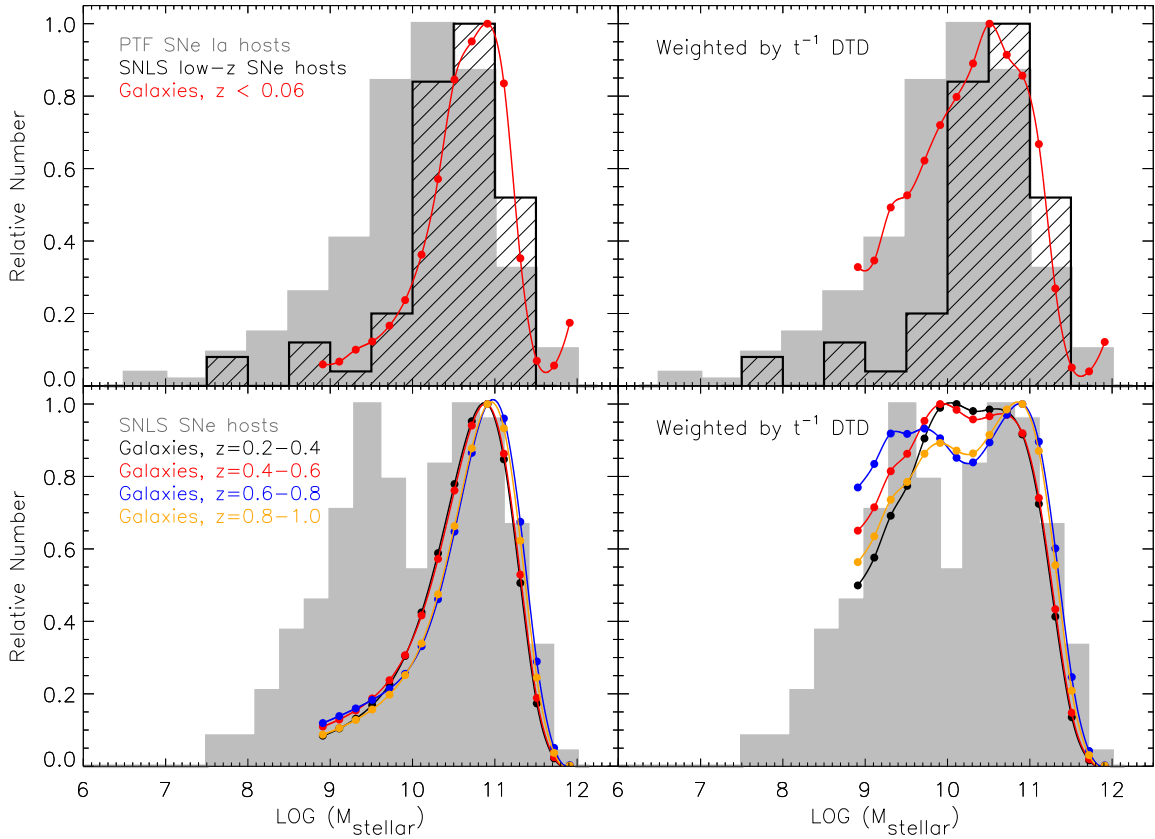 PTF SNe Ia hosts
SNLS low-z SNe hosts
Galaxies, z < 0.06
Weighted by t⁻¹ DTD
Relative Number
1.0
0.8
0.6
0.4
0.2
0.0
SNLS SNe hosts
Galaxies, z=0.2-0.4
Galaxies, z=0.4-0.6
Galaxies, z=0.6-0.8
Galaxies, z=0.8-1.0
Weighted by t⁻¹ DTD
Relative Number
1.0
0.8
0.6
0.4
0.2
0.0
6 7 8 9 10 11 12
7 8 9 10 11 12
LOG (M_stellar)
LOG (M_stellar)